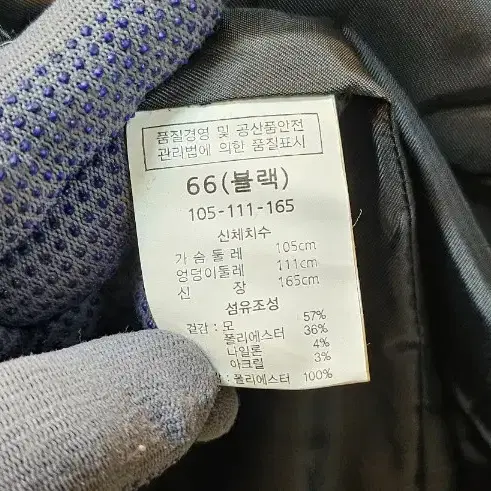 품질경영 및 공산품안전
관리법에 의한 품질표시
66(블랙)
105-111-165
신체치수
가슴둘레 105cm
엉덩이둘레 111cm
신 장 165cm
섬유조성
겉감: 모 57%
폴리에스터 36%
나일론 4%
아크릴 3%
: 폴리에스터 100%